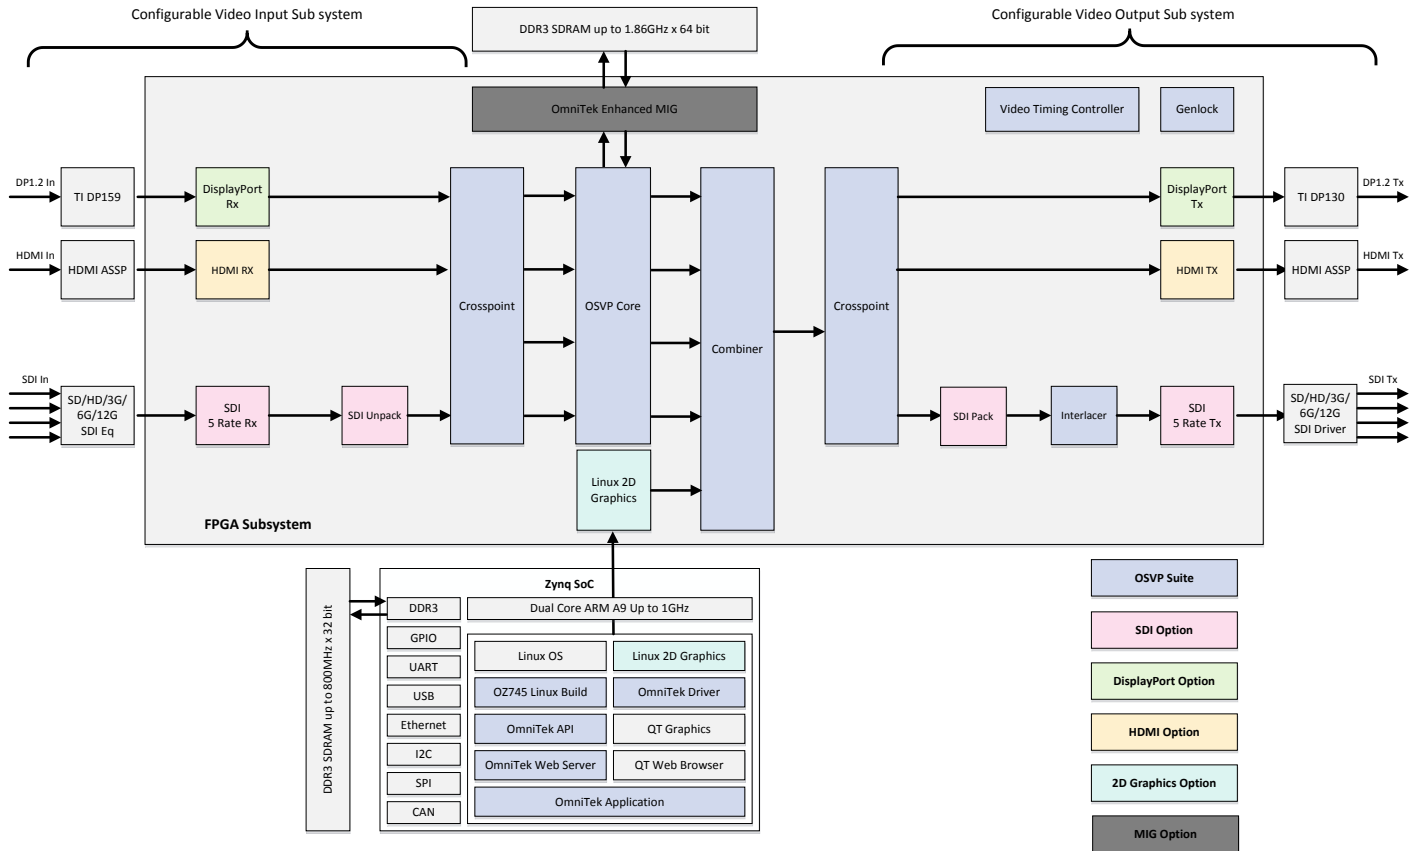 Configurable Video Input Sub system
DDR3 SDRAM up to 1.86GHz x 64 bit
Configurable Video Output Sub system
OmniTek Enhanced MIG
Video Timing Controller
Genlock
DP1.2 In
TI DP159
DisplayPort
Rx
DisplayPort
Tx
TI DP130
DP1.2 Tx
HDMI In
HDMI ASSP
HDMI RX
HDMI TX
HDMI ASSP
HDMI Tx
Crosspoint
OSVP Core
Combiner
Crosspoint
SDI In
SD/HD/3G/
6G/12G
SDI Eq
SDI
5 Rate Rx
SDI Unpack
SDI Pack
Interlacer
SDI
5 Rate Tx
SD/HD/3G/
6G/12G
SDI Driver
SDI Tx
Linux 2D
Graphics
FPGA Subsystem
DDR3 SDRAM up to 800MHz x 32 bit
Zynq SoC
DDR3
GPIO
UART
USB
Ethernet
I2C
SPI
CAN
Dual Core ARM A9 Up to 1GHz
Linux OS
Linux 2D Graphics
OZ745 Linux Build
OmniTek Driver
OmniTek API
QT Graphics
OmniTek Web Server
QT Web Browser
OmniTek Application
OSVP Suite
SDI Option
DisplayPort Option
HDMI Option
2D Graphics Option
MIG Option